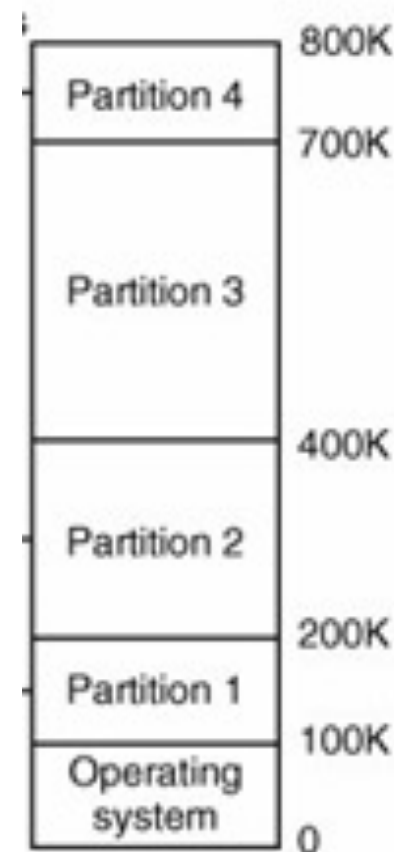 800K
Partition 4
700K
Partition 3
400K
Partition 2
200K
Partition 1
100K
Operating
system
0